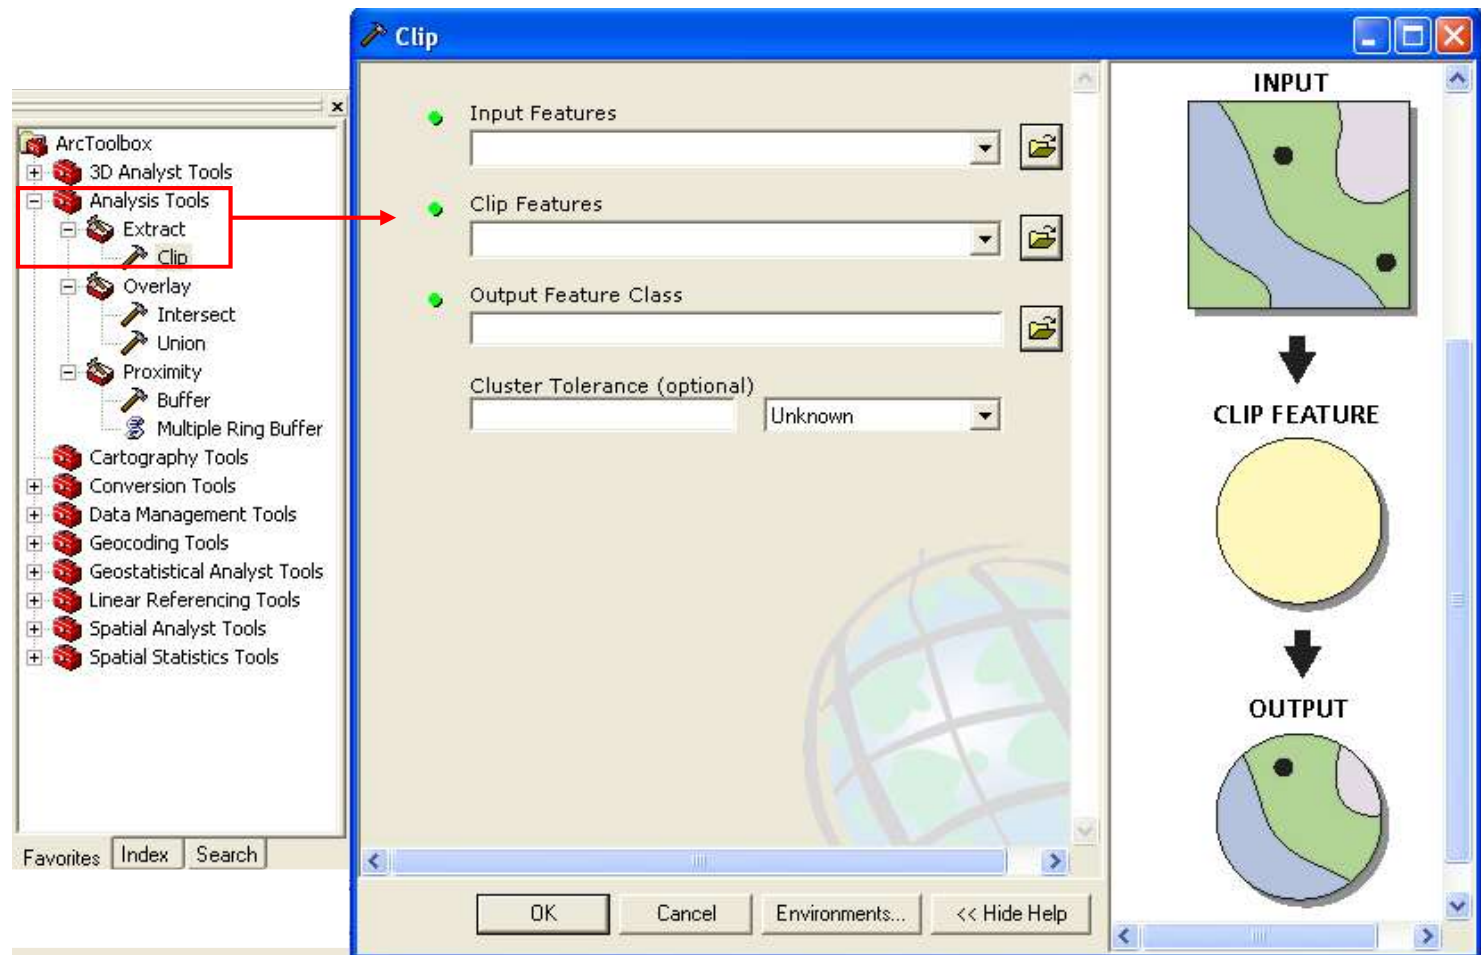 ArcToolbox
3D Analyst Tools
Analysis Tools
Extract
Clip
Overlay
Intersect
Union
Proximity
Buffer
Multiple Ring Buffer
Cartography Tools
Conversion Tools
Data Management Tools
Geocoding Tools
Geostatistical Analyst Tools
Linear Referencing Tools
Spatial Analyst Tools
Spatial Statistics Tools
Favorites Index Search
Clip
Input Features
Clip Features
Output Feature Class
Cluster Tolerance (optional)
Unknown
OK Cancel Environments... << Hide Help
INPUT
CLIP FEATURE
OUTPUT